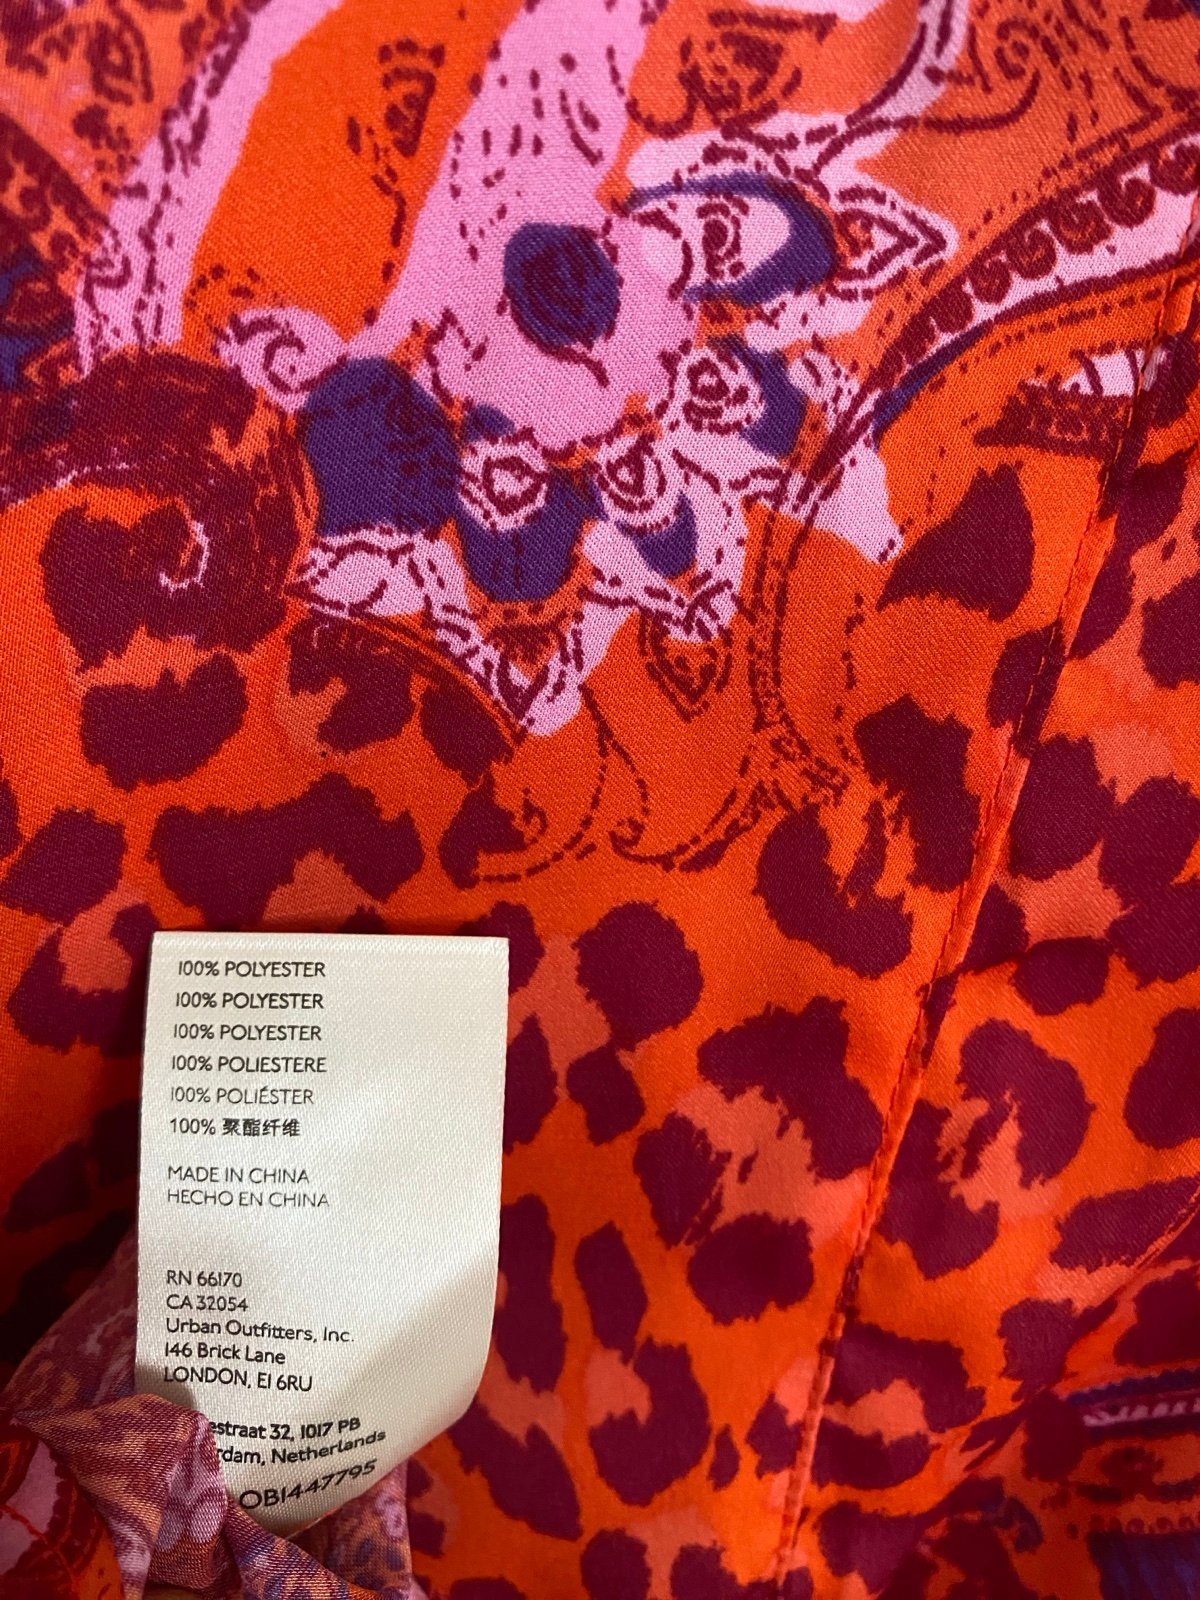 100% POLYESTER
100% POLYESTER
100% POLYESTER
100% POLIESTERE
100% POLIÉSTER
100% 聚酯纤维
MADE IN CHINA
HECHO EN CHINA
RN 66170
CA 32054
Urban Outfitters, Inc.
146 Brick Lane
LONDON, E1 6RU
estraat 32, 1017 PB
rdam, Netherlands
OB1447795